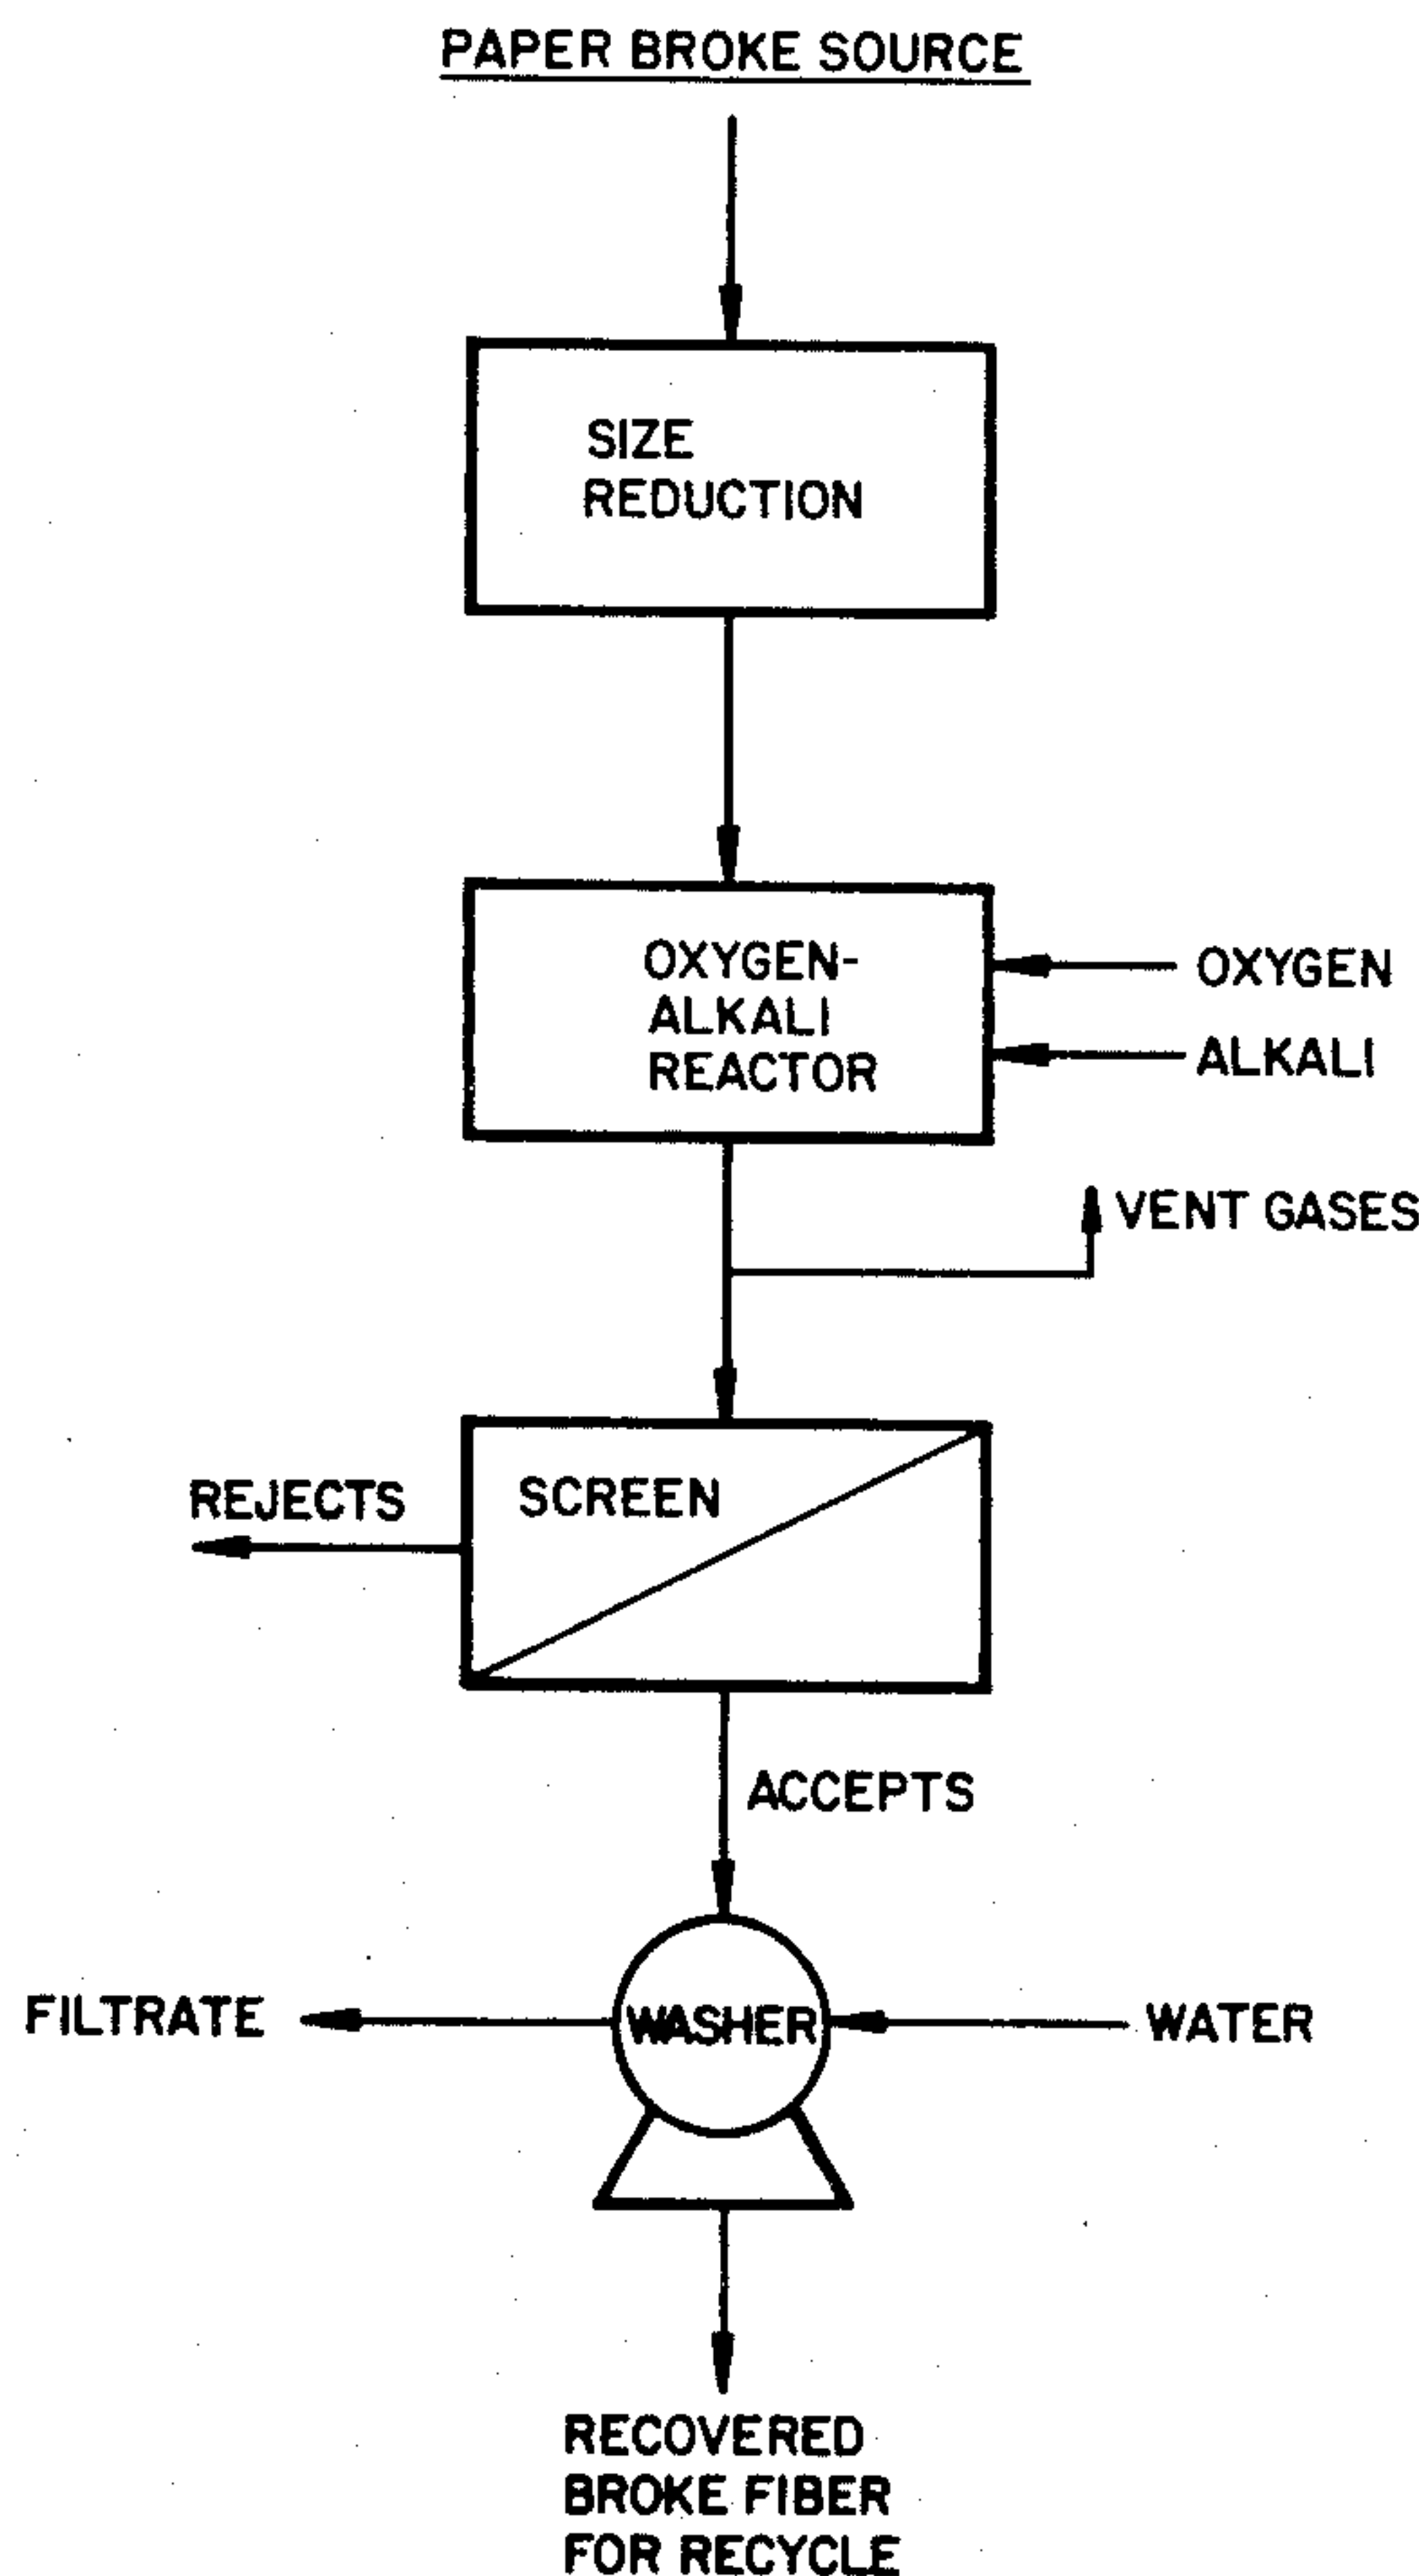 PAPER BROKE SOURCE
SIZE
REDUCTION
OXYGEN-
ALKALI
REACTOR
OXYGEN
ALKALI
VENT GASES
REJECTS
SCREEN
ACCEPTS
FILTRATE
WASHER
WATER
RECOVERED
BROKE FIBER
FOR RECYCLE